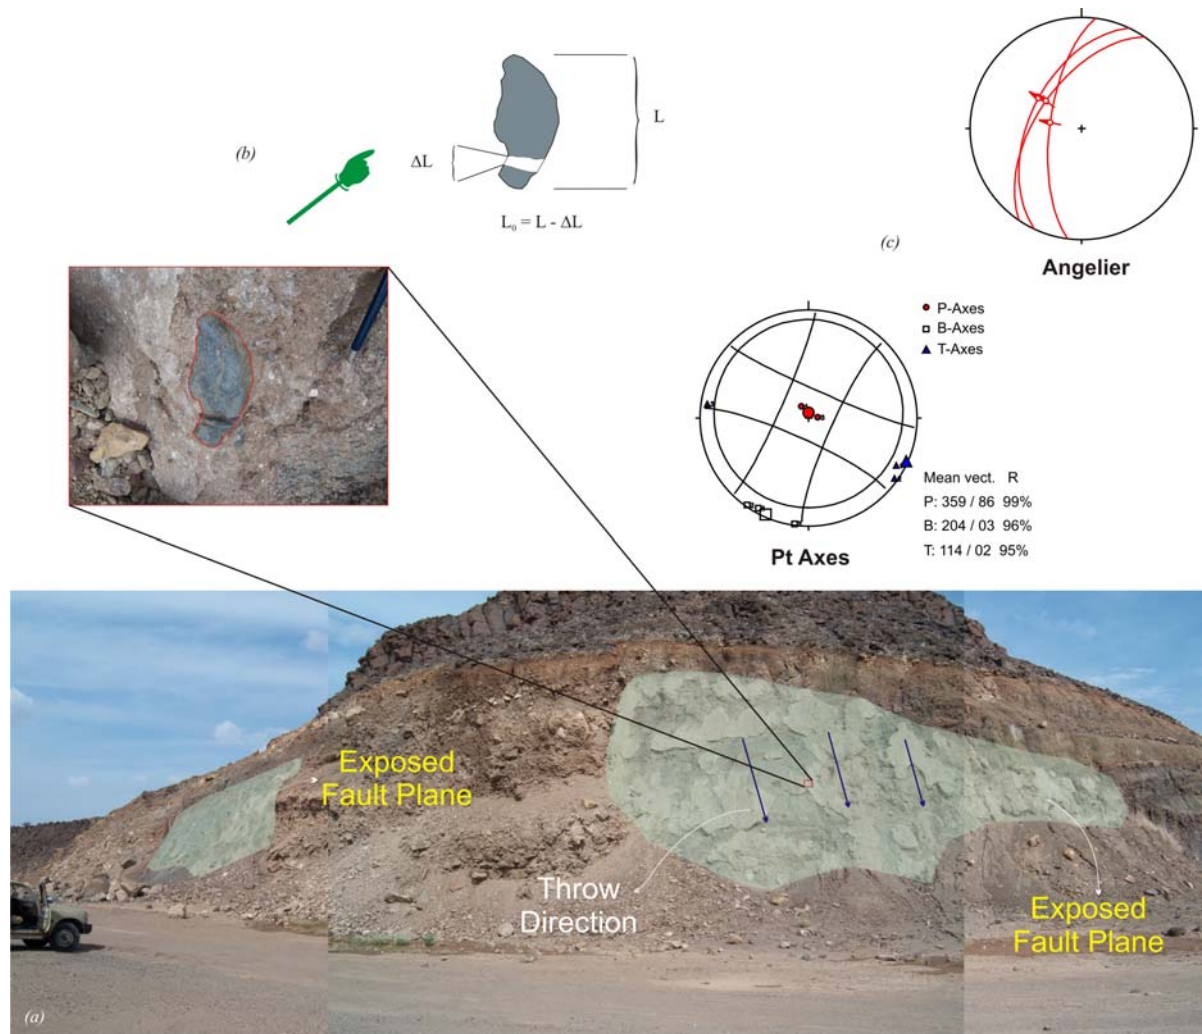 (b)
ΔL
L
L₀ = L - ΔL
(c)
Angelier
P-Axes
B-Axes
T-Axes
Mean vect. R
P: 359 / 86 99%
B: 204 / 03 96%
T: 114 / 02 95%
Pt Axes
Exposed
Fault Plane
Throw
Direction
Exposed
Fault Plane
(a)